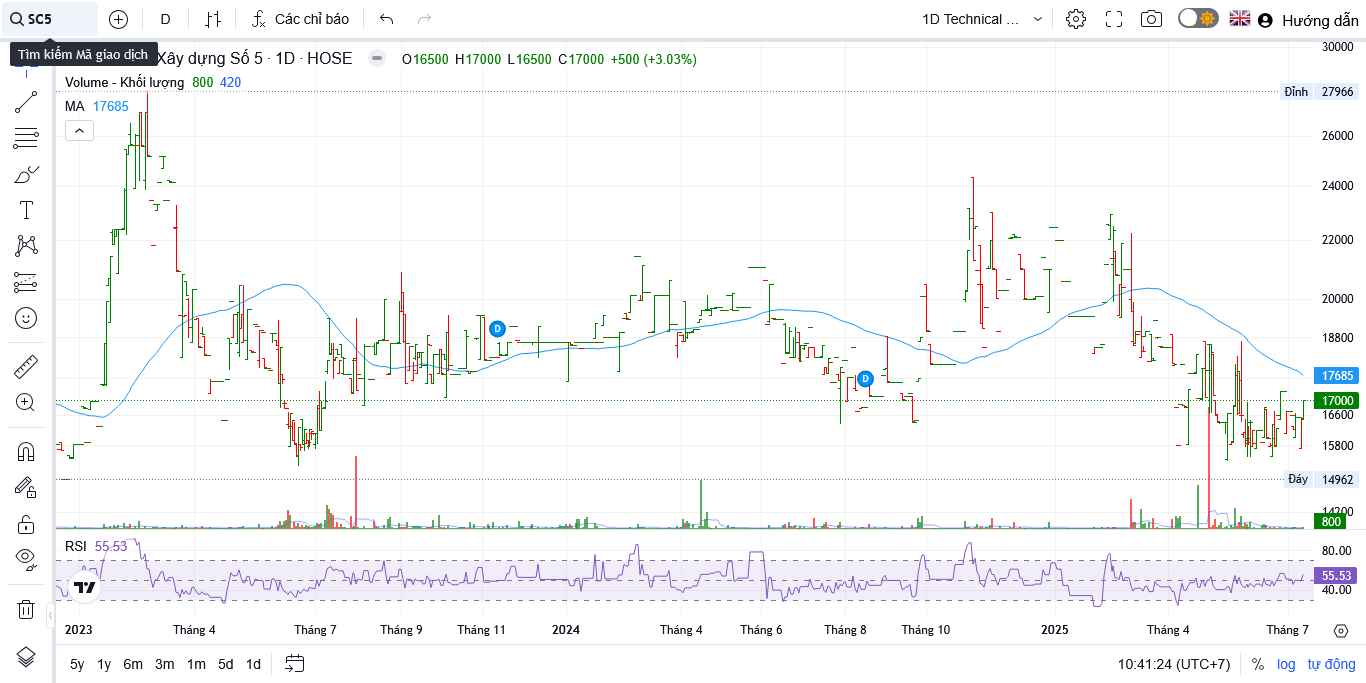 SC5
D
Các chỉ báo
1D Technical ...
Hướng dẫn
Tìm kiếm Mã giao dịch
Xây dựng Số 5 · 1D · HOSE
O16500 H17000 L16500 C17000 +500 (+3.03%)
Volume - Khối lượng 800 420
MA 17685
30000
Đỉnh 27966
26000
24000
22000
20000
18800
17685
17000
16600
15800
Đáy 14962
14200
800
D
D
RSI 55.53
80.00
55.53
40.00
2023 Tháng 4 Tháng 7 Tháng 9 Tháng 11 2024 Tháng 4 Tháng 6 Tháng 8 Tháng 10 2025 Tháng 4 Tháng 7
5y 1y 6m 3m 1m 5d 1d
10:41:24 (UTC+7) % log tự động